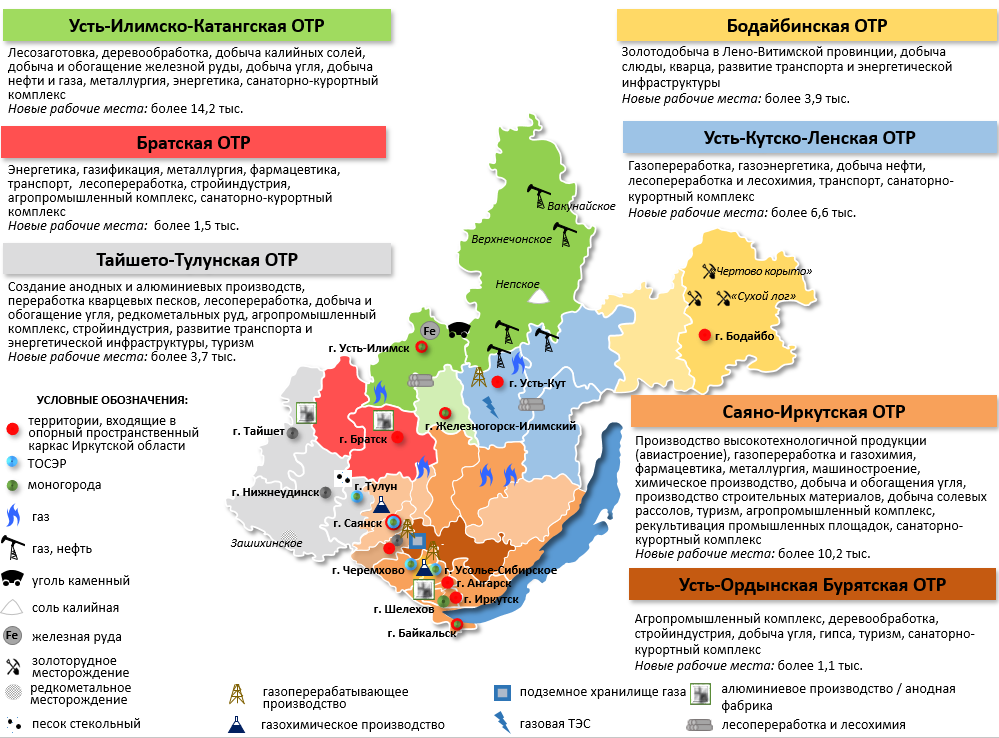 Усть-Илимско-Катангская ОТР
Лесозаготовка, деревообработка, добыча калийных солей,
добыча и обогащение железной руды, добыча угля, добыча
нефти и газа, металлургия, энергетика, санаторно-курортный
комплекс
Новые рабочие места: более 14,2 тыс.
Братская ОТР
Энергетика, газификация, металлургия, фармацевтика,
транспорт, лесопереработка, стройиндустрия,
агропромышленный комплекс, санаторно-курортный
комплекс
Новые рабочие места: более 1,5 тыс.
Тайшето-Тулунская ОТР
Создание анодных и алюминиевых производств,
переработка кварцевых песков, лесопереработка, добыча и
обогащение угля, редкометальных руд, агропромышленный
комплекс, стройиндустрия, развитие транспорта и
энергетической инфраструктуры, туризм
Новые рабочие места: более 3,7 тыс.
Бодайбинская ОТР
Золотодобыча в Лено-Витимской провинции, добыча
слюды, кварца, развитие транспорта и энергетической
инфраструктуры
Новые рабочие места: более 3,9 тыс.
Усть-Кутско-Ленская ОТР
Газопереработка, газоэнергетика, добыча нефти,
лесопереработка и лесохимия, транспорт, санаторно-
курортный комплекс
Новые рабочие места: более 6,6 тыс.
Саяно-Иркутская ОТР
Производство высокотехнологичной продукции
(авиастроение), газопереработка и газохимия,
фармацевтика, металлургия, машиностроение,
химическое производство, добыча и обогащения угля,
производство строительных материалов, добыча солевых
рассолов, туризм, агропромышленный комплекс,
рекультивация промышленных площадок, санаторно-
курортный комплекс
Новые рабочие места: более 10,2 тыс.
Усть-Ордынская Бурятская ОТР
Агропромышленный комплекс, деревообработка,
стройиндустрия, добыча угля, гипса, туризм, санаторно-
курортный комплекс
Новые рабочие места: более 1,1 тыс.
Вакунайское
Верхнечонское
Непское
«Чертово корыто»
«Сухой лог»
г. Бодайбо
Fe
г. Усть-Илимск
г. Усть-Кут
г. Железногорск-Илимский
г. Тайшет
г. Братск
г. Нижнеудинск
г. Тулун
г. Саянск
Зашихинское
г. Черемхово
г. Усолье-Сибирское
г. Ангарск
г. Иркутск
г. Шелехов
г. Байкальск
УСЛОВНЫЕ ОБОЗНАЧЕНИЯ:
территории, входящие в
опорный пространственный
каркас Иркутской области
ТОСЭР
моногорода
газ
газ, нефть
уголь каменный
соль калийная
Fe железная руда
золоторудное
месторождение
редкометальное
месторождение
песок стекольный
газоперерабатывающее
производство
газохимическое производство
подземное хранилище газа
газовая ТЭС
алюминиевое производство / анодная
фабрика
лесопереработка и лесохимия